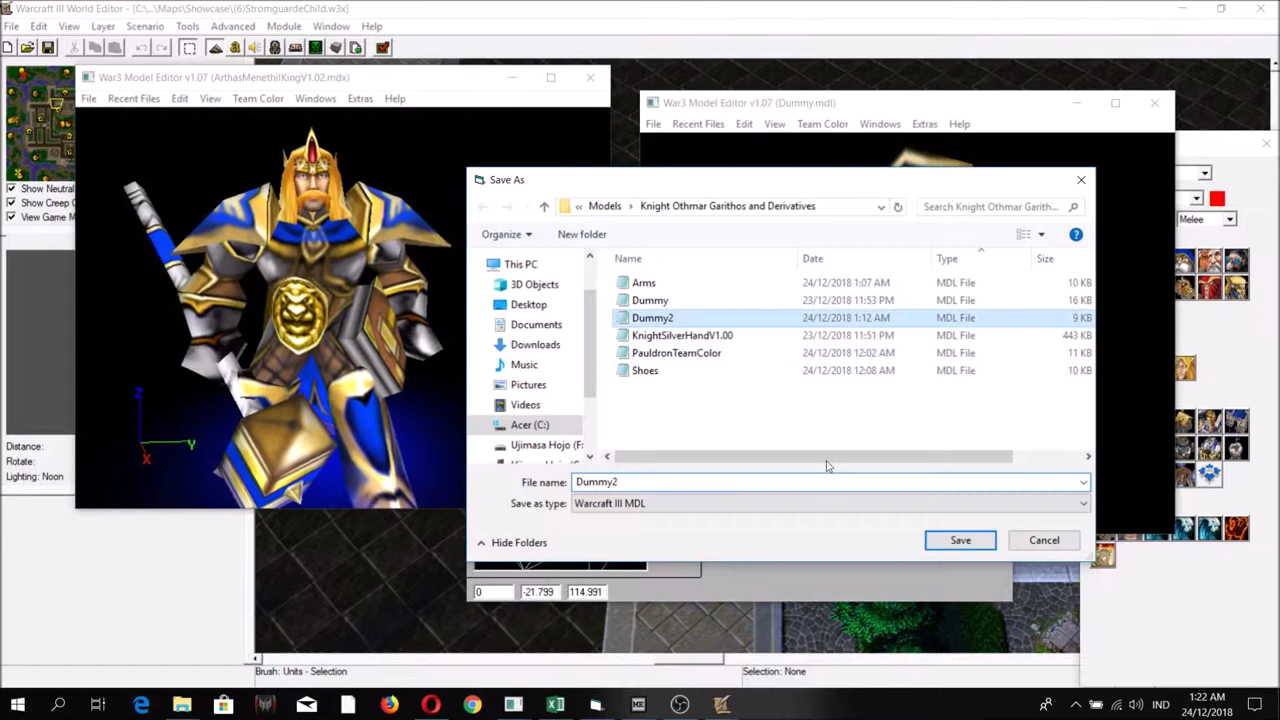 Warcraft III World Editor - [C:\...\Maps\Showcase\(6)StromguardeChild.w3x]
File Edit View Layer Scenario Tools Advanced Module Window Help
War3 Model Editor v1.07 (ArthasMenethilKingV1.02.mdx)
File Recent Files Edit View Team Color Windows Extras Help
War3 Model Editor v1.07 (Dummy.mdl)
File Recent Files Edit View Team Color Windows Extras Help
Show Neutral
Show Creep C
View Game M
Melee
Save As
« Models > Knight Othmar Garithos and Derivatives
Search Knight Othmar Garith...
Organize New folder
Name Date Type Size
Arms 24/12/2018 1:07 AM MDL File 10 KB
Dummy 23/12/2018 11:53 PM MDL File 16 KB
Dummy2 24/12/2018 1:12 AM MDL File 9 KB
KnightSilverHandV1.00 23/12/2018 11:51 PM MDL File 443 KB
PauldronTeamColor 24/12/2018 12:02 AM MDL File 11 KB
Shoes 24/12/2018 12:08 AM MDL File 10 KB
This PC
3D Objects
Desktop
Documents
Downloads
Music
Pictures
Videos
Acer (C:)
Ujimasa Hojo (F:
File name: Dummy2
Save as type: Warcraft III MDL
Hide Folders
Save Cancel
Z
Y
X
Distance:
Rotate:
Lighting: Noon
0 -21.799 114.991
Brush: Units - Selection
Selection: None
IND
1:22 AM
24/12/2018